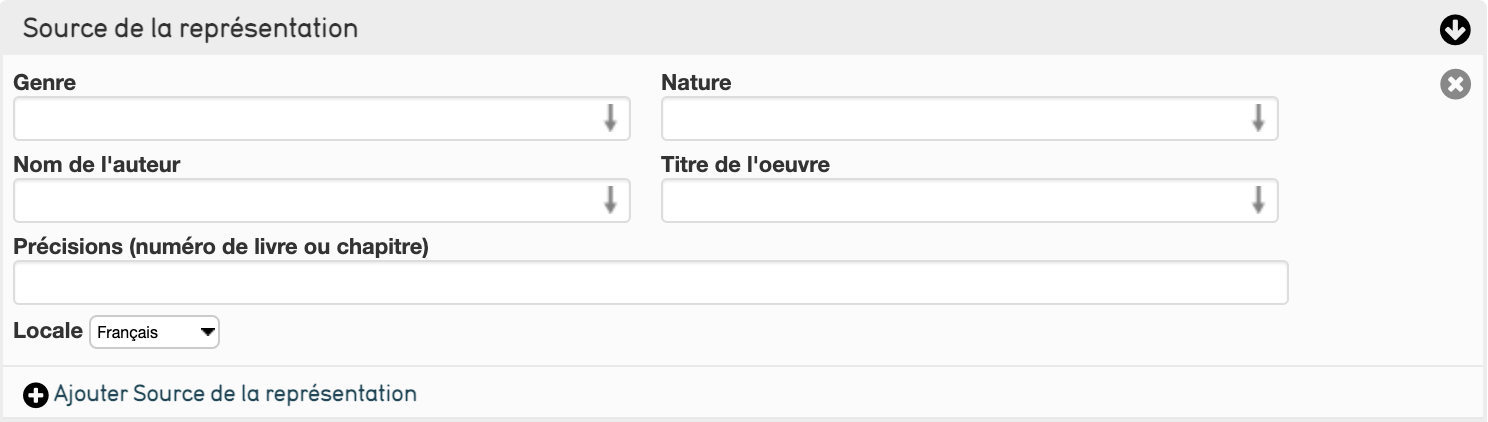 Source de la représentation
Genre
Nature
Nom de l'auteur
Titre de l'oeuvre
Précisions (numéro de livre ou chapitre)
Locale Français
Ajouter Source de la représentation